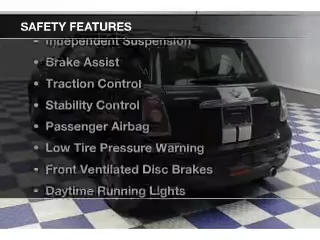 SAFETY FEATURES
• Independent Suspension
• Brake Assist
• Traction Control
• Stability Control
• Passenger Airbag
• Low Tire Pressure Warning
• Front Ventilated Disc Brakes
• Daytime Running Lights